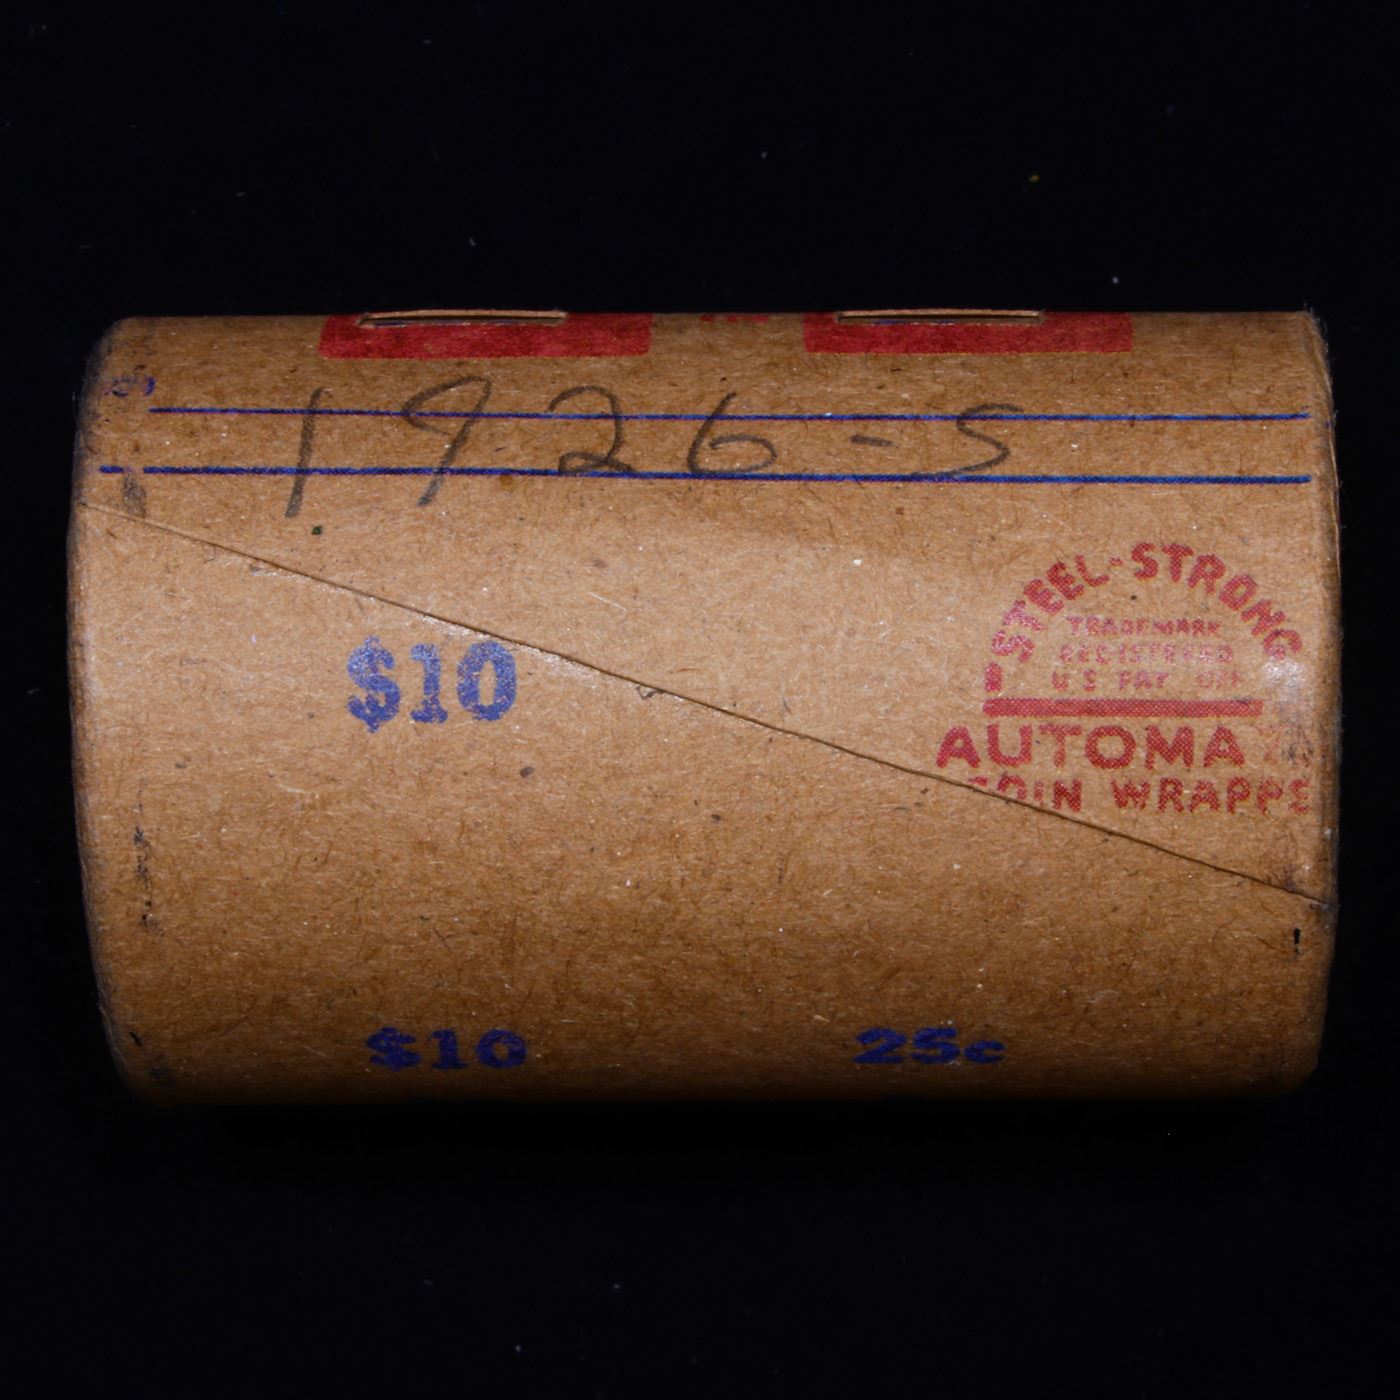 1926-S
$10
STEEL-STRONG
TRADEMARK
REGISTERED
U S PAT OFF
AUTOMA
COIN WRAPPE
$10 25c